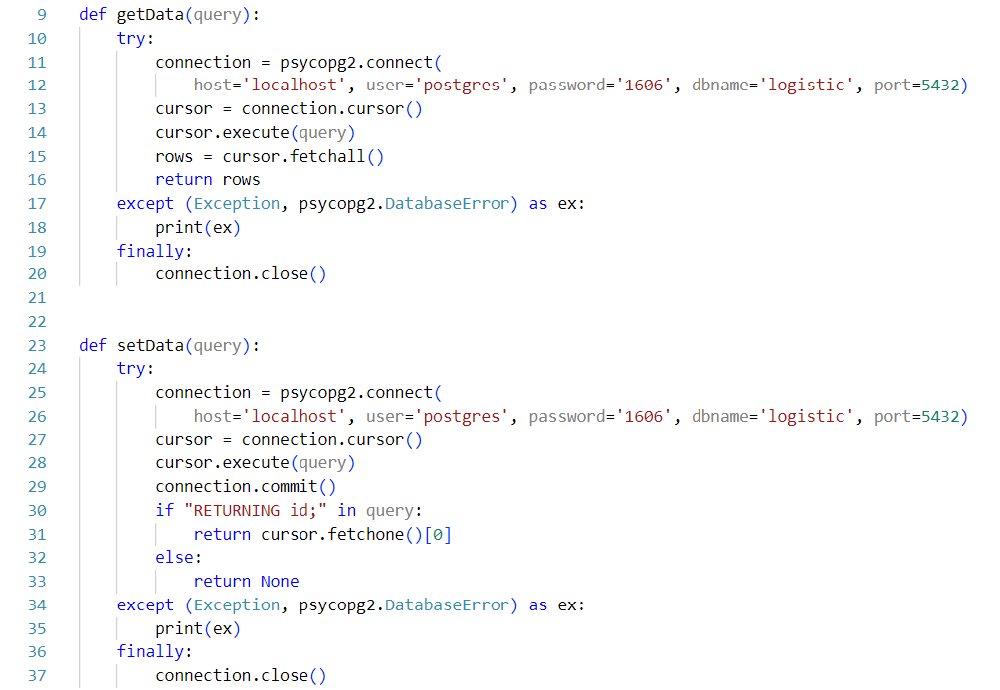 9 def getData(query):
10 try:
11 connection = psycopg2.connect(
12 host='localhost', user='postgres', password='1606', dbname='logistic', port=5432)
13 cursor = connection.cursor()
14 cursor.execute(query)
15 rows = cursor.fetchall()
16 return rows
17 except (Exception, psycopg2.DatabaseError) as ex:
18 print(ex)
19 finally:
20 connection.close()
21
22
23 def setData(query):
24 try:
25 connection = psycopg2.connect(
26 host='localhost', user='postgres', password='1606', dbname='logistic', port=5432)
27 cursor = connection.cursor()
28 cursor.execute(query)
29 connection.commit()
30 if "RETURNING id;" in query:
31 return cursor.fetchone()[0]
32 else:
33 return None
34 except (Exception, psycopg2.DatabaseError) as ex:
35 print(ex)
36 finally:
37 connection.close()